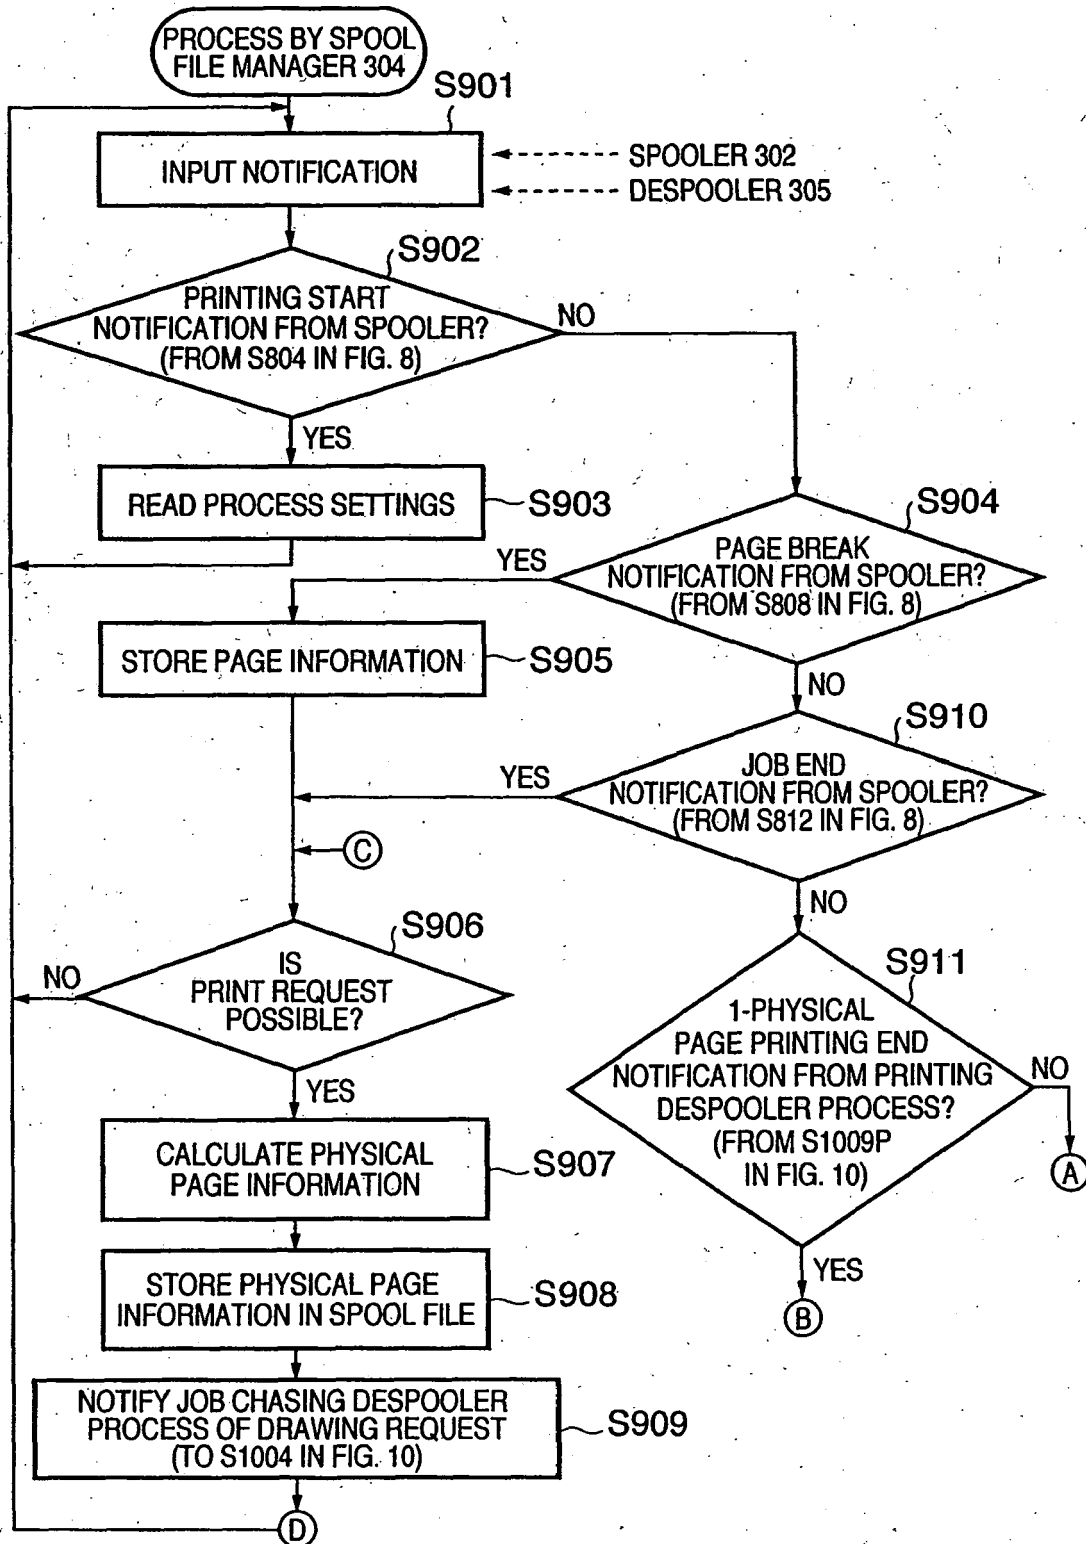 PROCESS BY SPOOL
FILE MANAGER 304
S901
INPUT NOTIFICATION
SPOOLER 302
DESPOOLER 305
S902
PRINTING START
NOTIFICATION FROM SPOOLER?
(FROM S804 IN FIG. 8)
NO
YES
READ PROCESS SETTINGS
S903
S904
PAGE BREAK
NOTIFICATION FROM SPOOLER?
(FROM S808 IN FIG. 8)
YES
NO
STORE PAGE INFORMATION
S905
S910
JOB END
NOTIFICATION FROM SPOOLER?
(FROM S812 IN FIG. 8)
YES
NO
C
S906
IS
PRINT REQUEST
POSSIBLE?
NO
YES
S911
1-PHYSICAL
PAGE PRINTING END
NOTIFICATION FROM PRINTING
DESPOOLER PROCESS?
(FROM S1009P
IN FIG. 10)
NO
A
YES
B
CALCULATE PHYSICAL
PAGE INFORMATION
S907
STORE PHYSICAL PAGE
INFORMATION IN SPOOL FILE
S908
NOTIFY JOB CHASING DESPOOLER
PROCESS OF DRAWING REQUEST
(TO S1004 IN FIG. 10)
S909
D